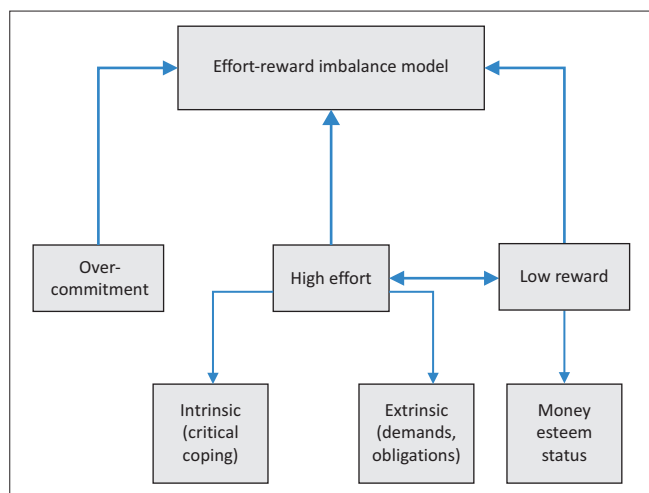 Effort-reward imbalance model
Over-
commitment
High effort
Low reward
Intrinsic
(critical
coping)
Extrinsic
(demands,
obligations)
Money
esteem
status